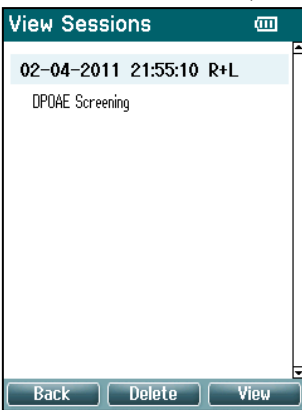 View Sessions
02-04-2011 21:55:10 R+L
DPOAE Screening
Back Delete View